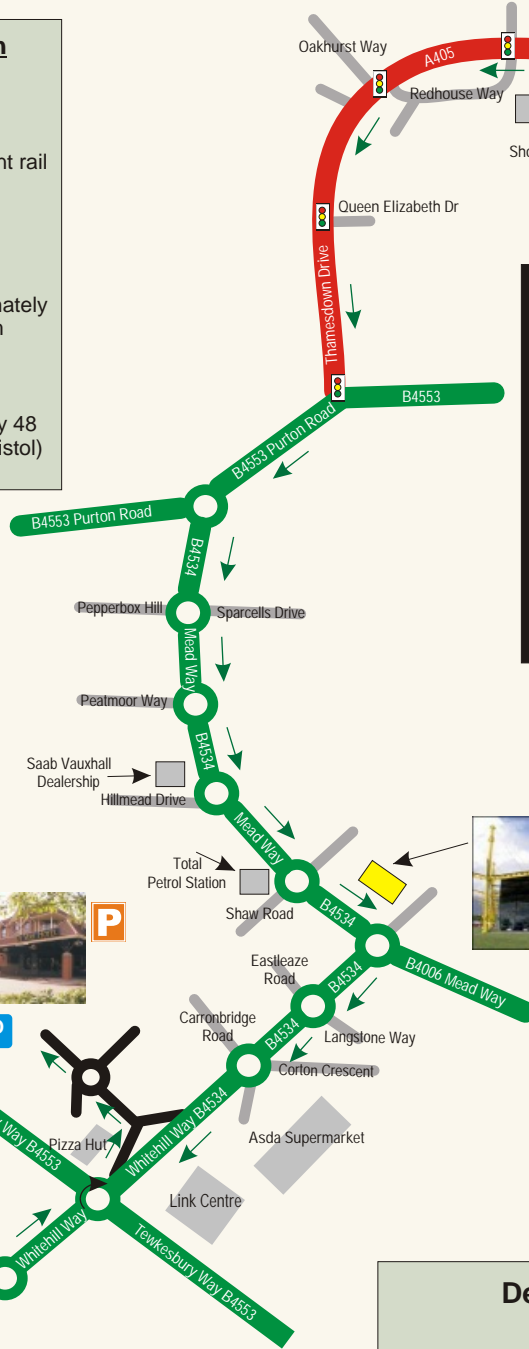 nt rail
nately
y 48
istol)
Oakhurst Way
A405
Redhouse Way
Queen Elizabeth Dr
Thamesdown Drive
B4553
B4553 Purton Road
B4553 Purton Road
B4534
Pepperbox Hill
Sparcells Drive
Mead Way
Peatmoor Way
B4534
Saab Vauxhall
Dealership
Hillmead Drive
Mead Way
Total
Petrol Station
Shaw Road
B4534
P
Eastleaze
Road
B4534
B4006 Mead Way
Carronbridge
Road
B4534
Langstone Way
Corton Crescent
Whitehill Way B4534
Asda Supermarket
Pizza Hut
Way B4553
Link Centre
Whitehill Way
Tewkesbury Way B4553
De